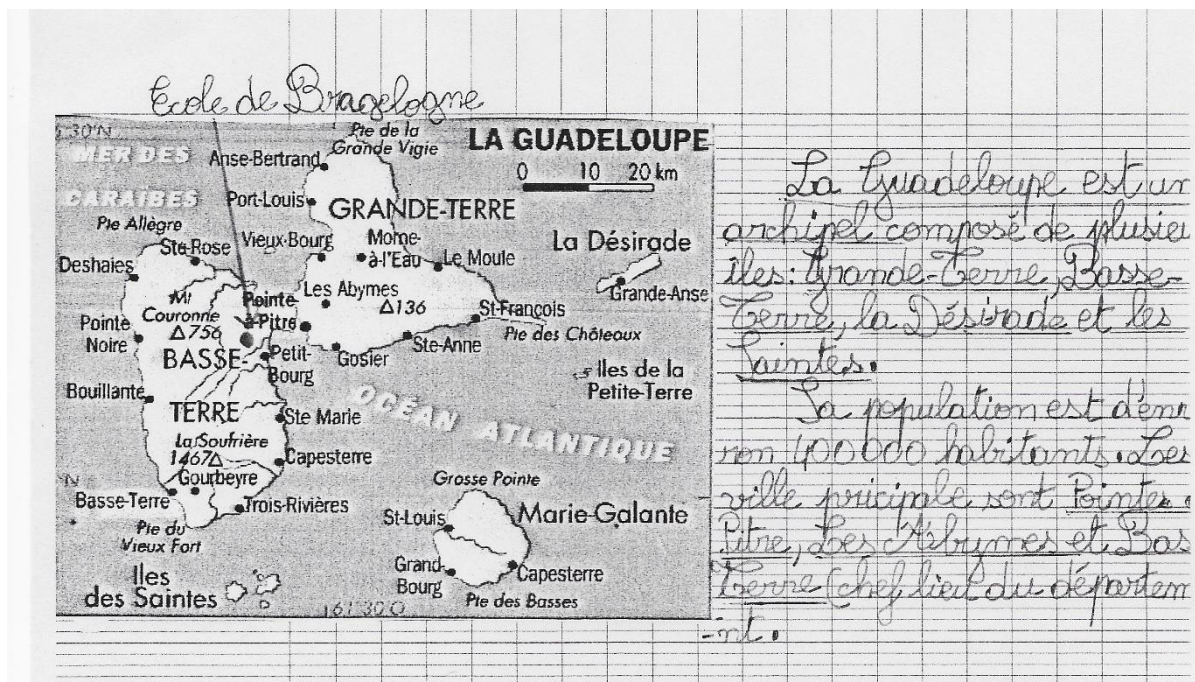 Ecole de Bragelogne
5 30'N
MER DES
CARAÏBES
Pte de la
Grande Vigie
LA GUADELOUPE
0 10 20 km
Anse-Bertrand
Port-Louis
GRANDE-TERRE
Pte Allègre
Ste-Rose
Vieux-Bourg
Morne-
à-l'Eau
Le Moule
La Désirade
Grande-Anse
Deshaies
Mt
Couronne
Δ756
Pointe-
à-Pitre
Les Abymes
Δ136
St-François
Pte des Châteaux
Pointe
Noire
BASSE-
TERRE
Petit-
Bourg
Gosier
Ste-Anne
Iles de la
Petite-Terre
Bouillante
OCÉAN ATLANTIQUE
Ste Marie
La Soufrière
1467Δ
Capesterre
N
Gourbeyre
Basse-Terre
Trois-Rivières
Pte du
Vieux Fort
Grosse Pointe
St-Louis
Marie-Galante
Grand
Bourg
Capesterre
Pte des Basses
Iles
des Saintes
61 30 O
La Guadeloupe est un
archipel composé de plusieu
îles: Grande-Terre, Basse-
Terre, la Désirade et les
Saintes.
Sa population est d'env
ron 400000 habitants. Les
ville pricipale sont Pointe.
Pitre, Les Abymes et Bas
Terre (chef lieu du départem
-nt.